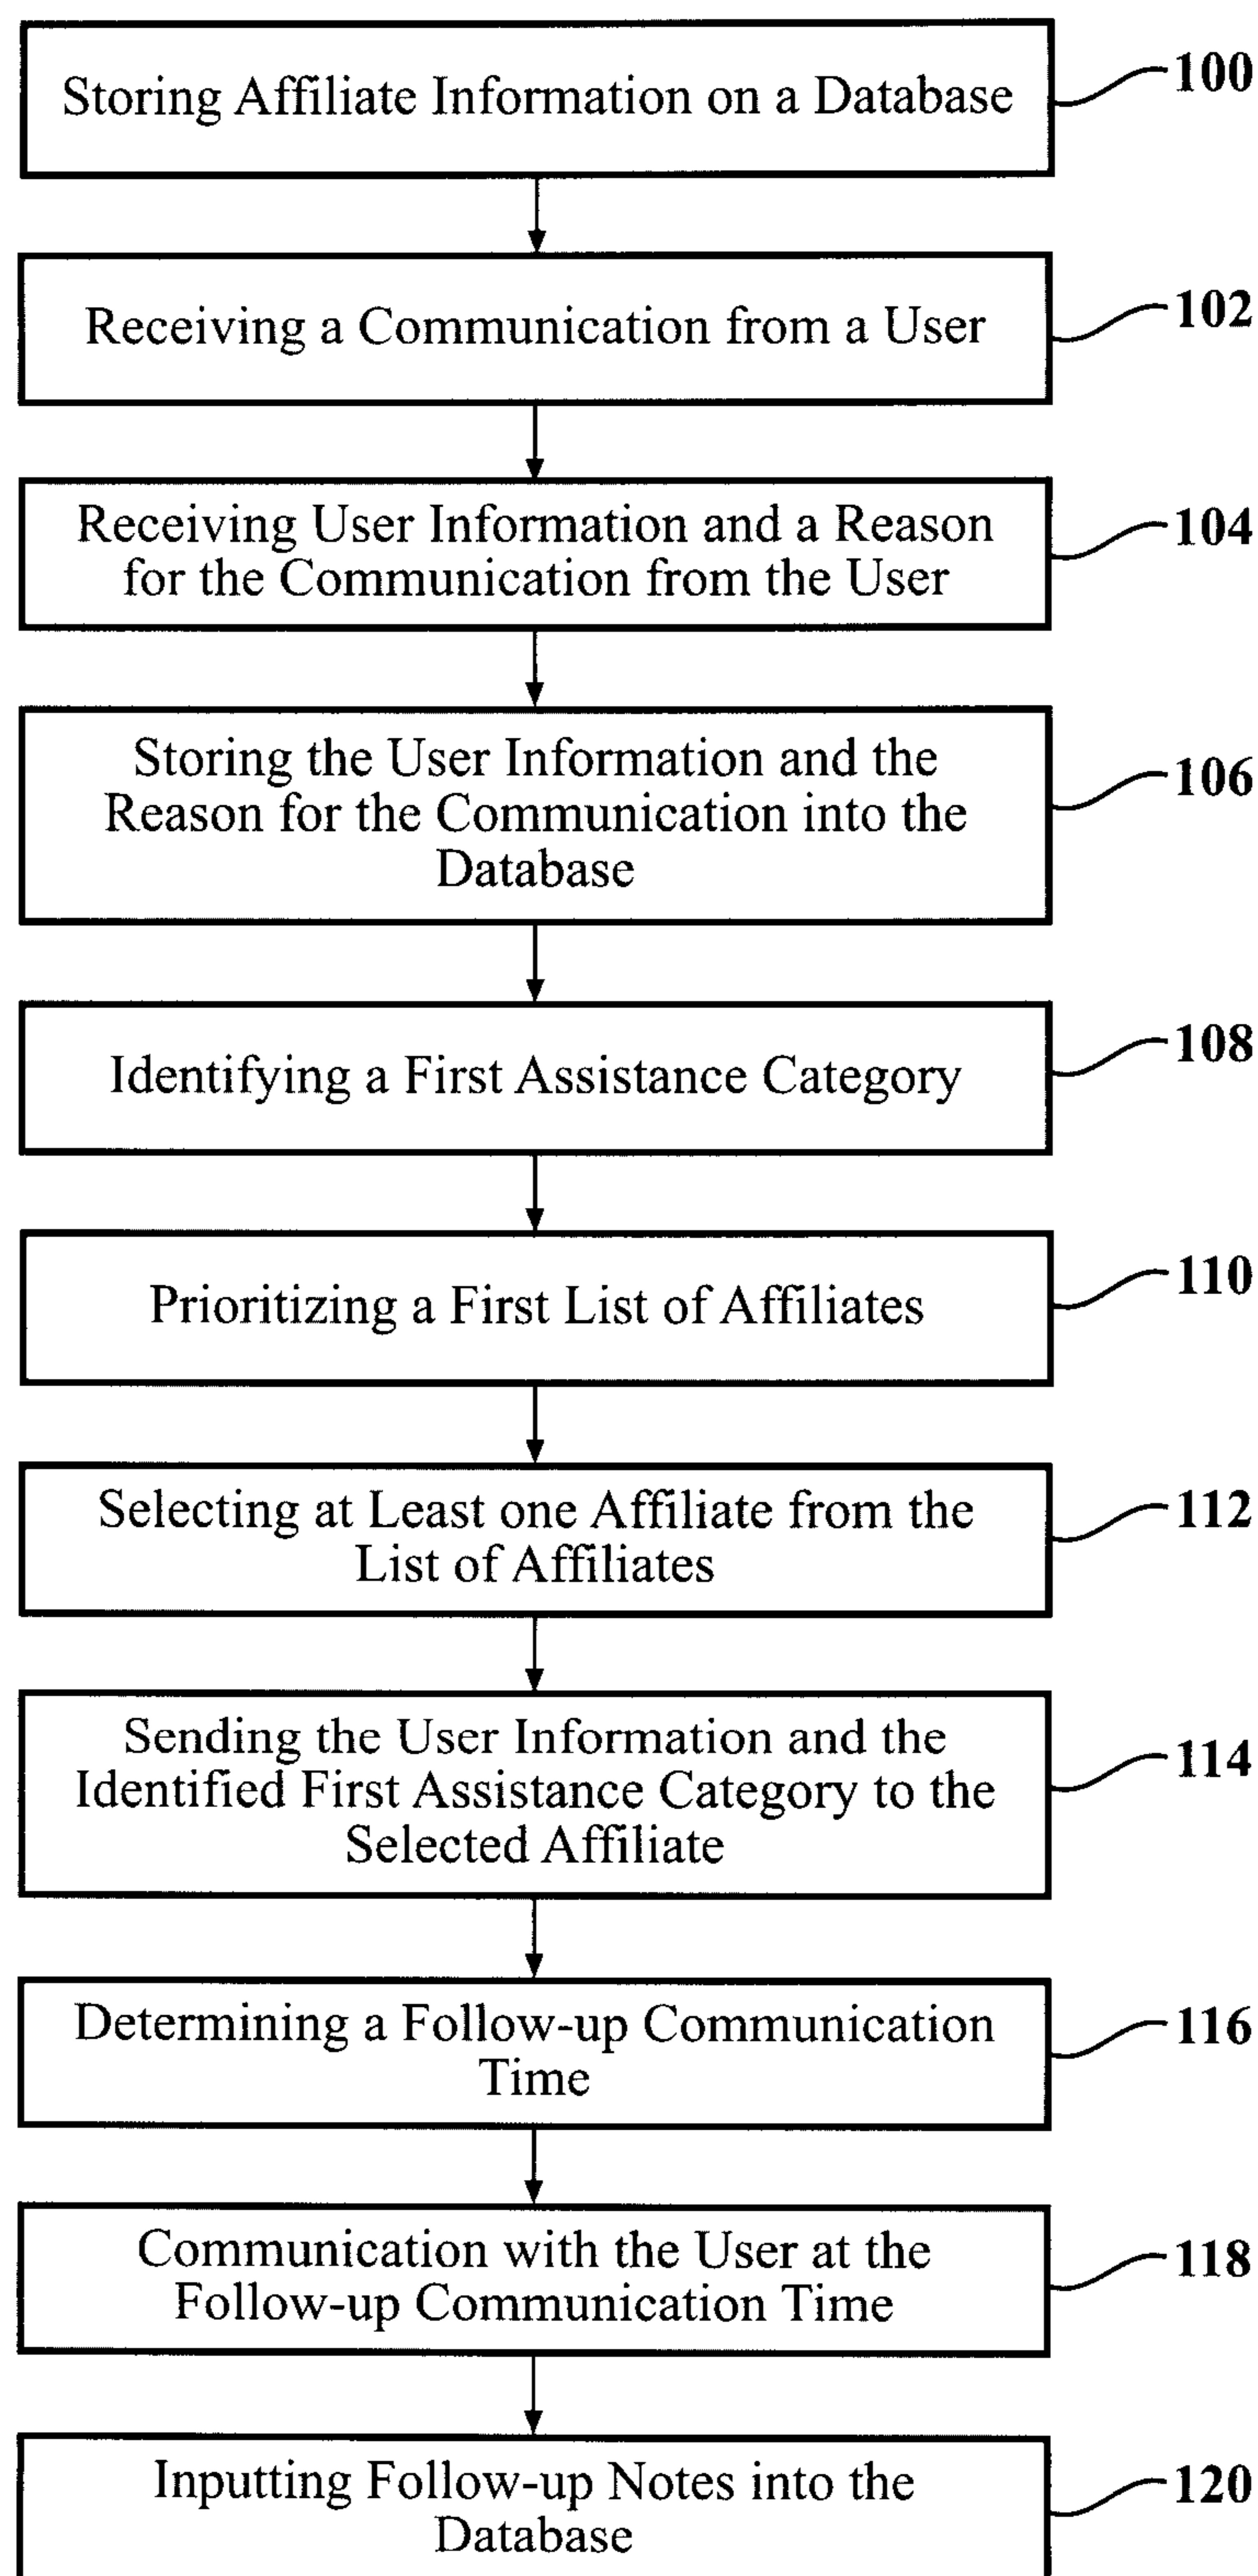 Storing Affiliate Information on a Database
100
Receiving a Communication from a User
102
Receiving User Information and a Reason
for the Communication from the User
104
Storing the User Information and the
Reason for the Communication into the
Database
106
Identifying a First Assistance Category
108
Prioritizing a First List of Affiliates
110
Selecting at Least one Affiliate from the
List of Affiliates
112
Sending the User Information and the
Identified First Assistance Category to the
Selected Affiliate
114
Determining a Follow-up Communication
Time
116
Communication with the User at the
Follow-up Communication Time
118
Inputting Follow-up Notes into the
Database
120